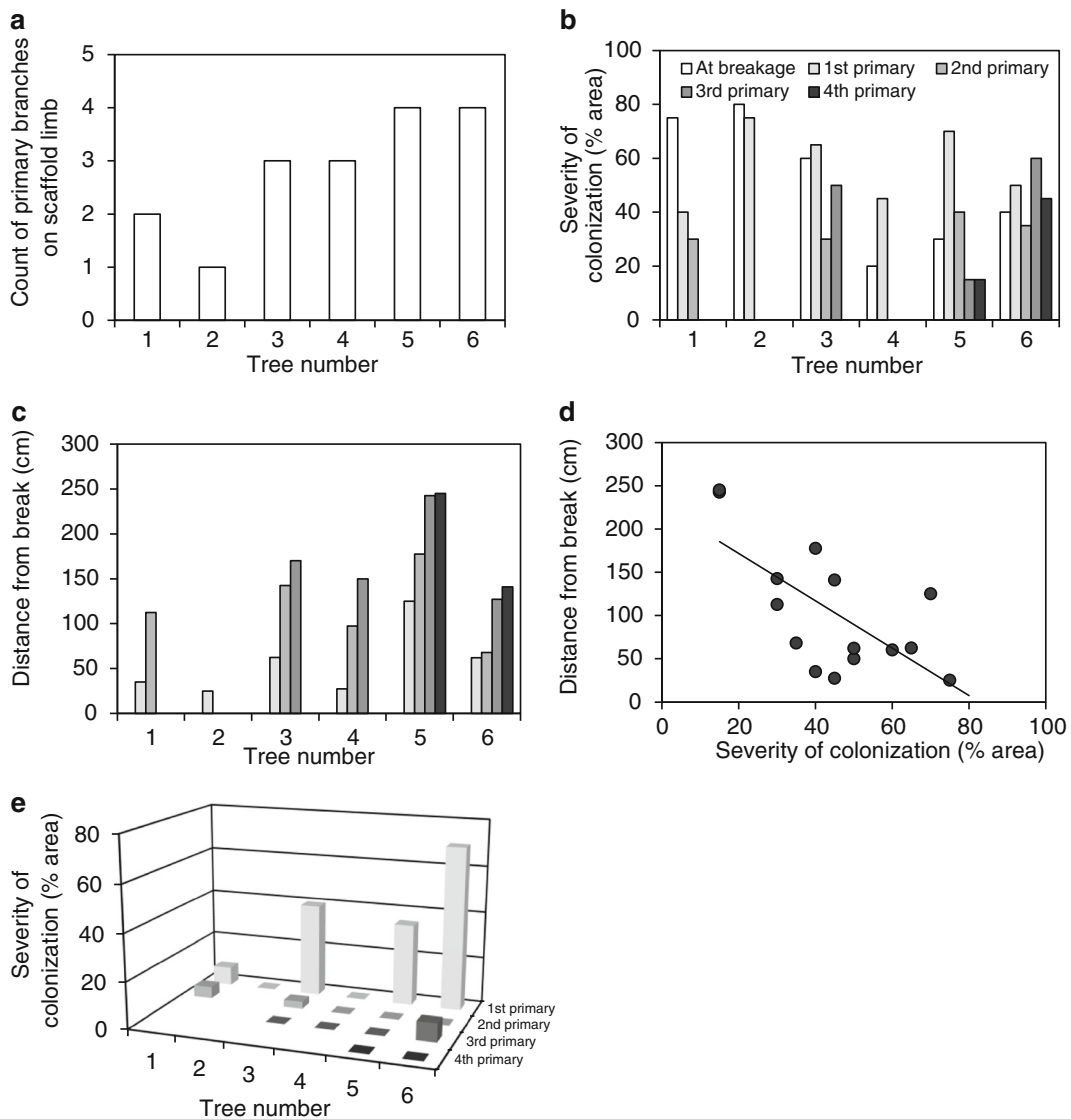 a
Count of primary branches
on scaffold limb
5
4
3
2
1
0
1 2 3 4 5 6
Tree number
b
Severity of
colonization (% area)
100
80
60
40
20
0
At breakage 1st primary 2nd primary
3rd primary 4th primary
1 2 3 4 5 6
Tree number
c
Distance from break (cm)
300
250
200
150
100
50
0
1 2 3 4 5 6
Tree number
d
Distance from break (cm)
300
250
200
150
100
50
0
0 20 40 60 80 100
Severity of colonization (% area)
e
Severity of
colonization (% area)
80
60
40
20
0
1st primary
2nd primary
3rd primary
4th primary
1 2 3 4 5 6
Tree number